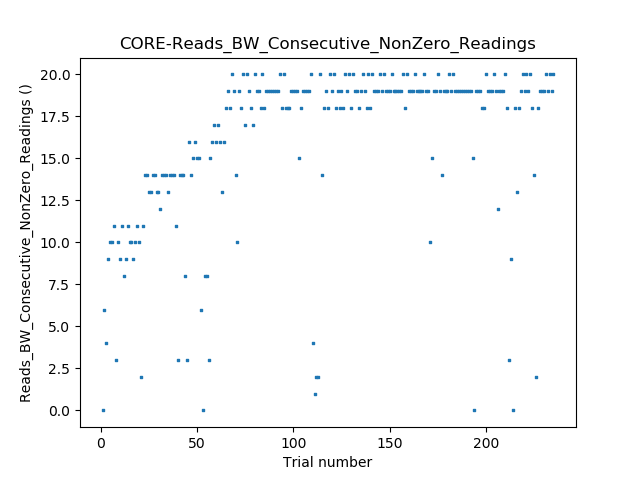 CORE-Reads_BW_Consecutive_NonZero_Readings
20.0
17.5
15.0
12.5
10.0
7.5
5.0
2.5
0.0
Reads_BW_Consecutive_NonZero_Readings ()
0 50 100 150 200
Trial number